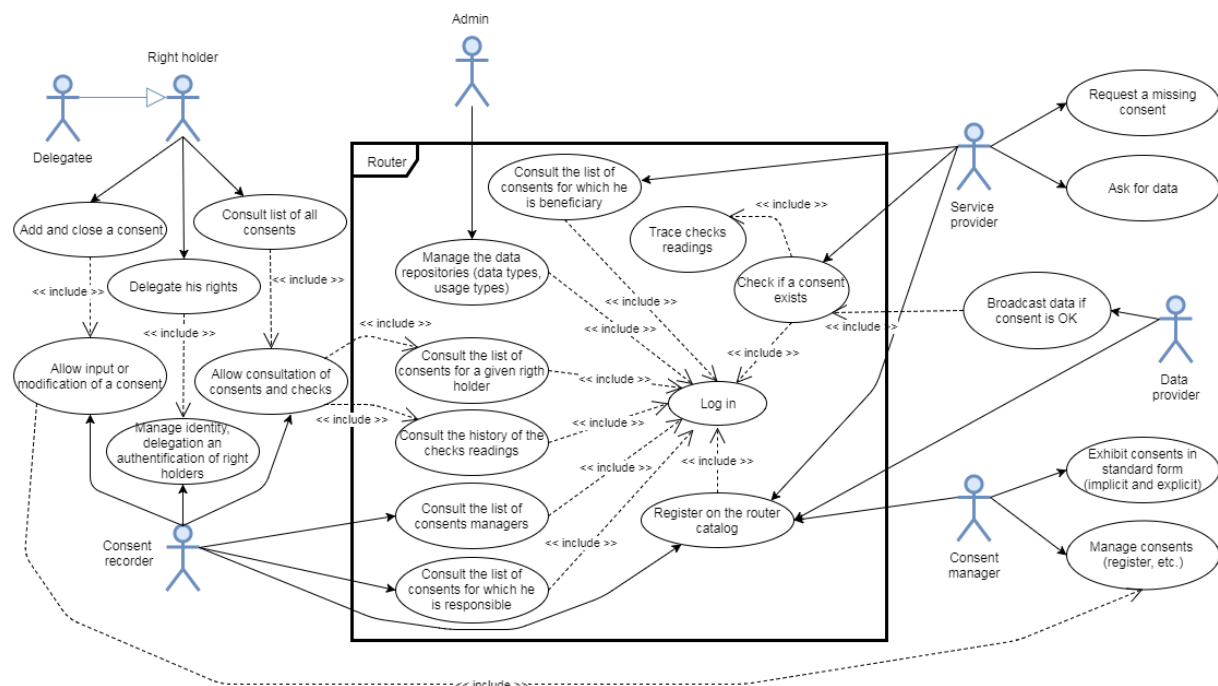 Admin
Right holder
Delegatee
Router
Request a missing
consent
Consult the list of
consents for which he
is beneficiary
Service
provider
Ask for data
<< include >>
Add and close a consent
Consult list of all
consents
Trace checks
readings
Manage the data
repositories (data types,
usage types)
Check if a consent
exists
Delegate his rights
<< include >>
<< include >>
<< include >>
<< include >>
Broadcast data if
consent is OK
<< include >>
<< include >>
<< include >>
<< include >>
<< include >>
Allow input or
modification of a consent
Allow consultation of
consents and checks
Consult the list of
consents for a given rigth
holder
<< include >>
Log in
Data
provider
<< include >>
<< include >>
Manage identity,
delegation an
authentification of right
holders
Consult the history of the
checks readings
<< include >>
<< include >>
Exhibit consents in
standard form
(implicit and explicit)
Consult the list of
consents managers
Register on the router
catalog
Consent
recorder
<< include >>
Consent
manager
Manage consents
(register, etc.)
Consult the list of
consents for which he
is responsible
<< include >>